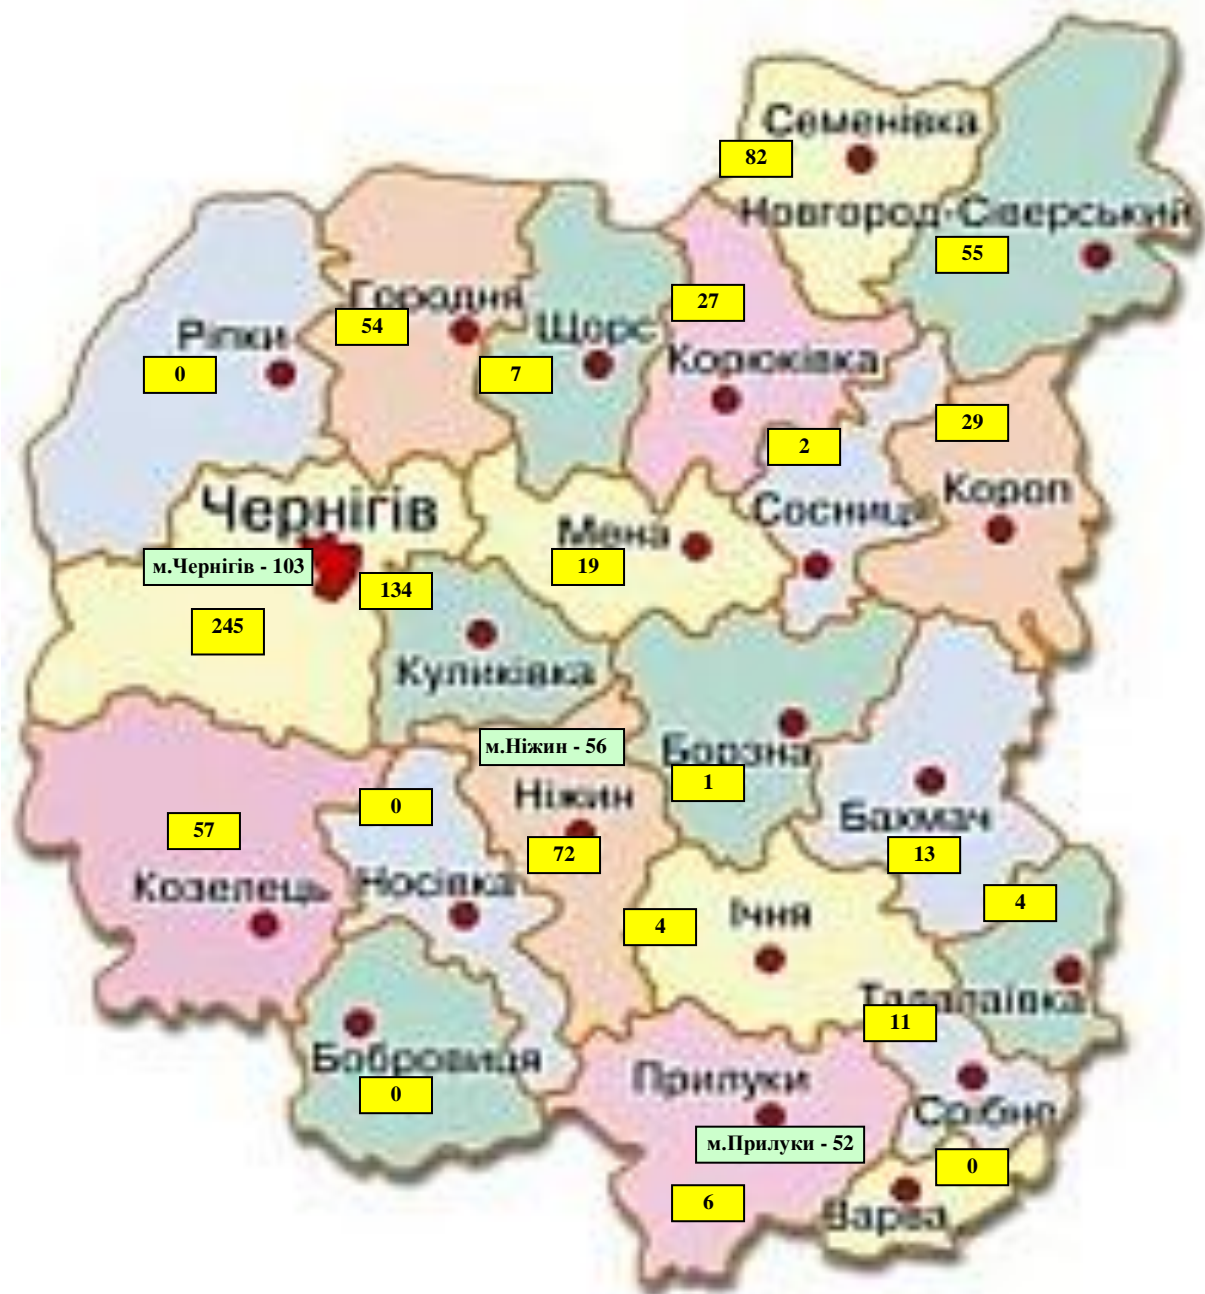 Семенівка
82
Новгород-Сіверський
55
Городня
54
27
Щорс
Ріпки
0
7
Корюківка
29
2
Короп
Чернігів
Сосниця
Мена
м.Чернігів - 103
19
134
245
Куликівка
м.Ніжин - 56
Борзна
1
Ніжин
0
57
Бахмач
72
13
Козелець
Носівка
4
4
Ічня
Талалаївка
11
Бобровиця
0
Прилуки
Срібне
м.Прилуки - 52
0
6
Варва